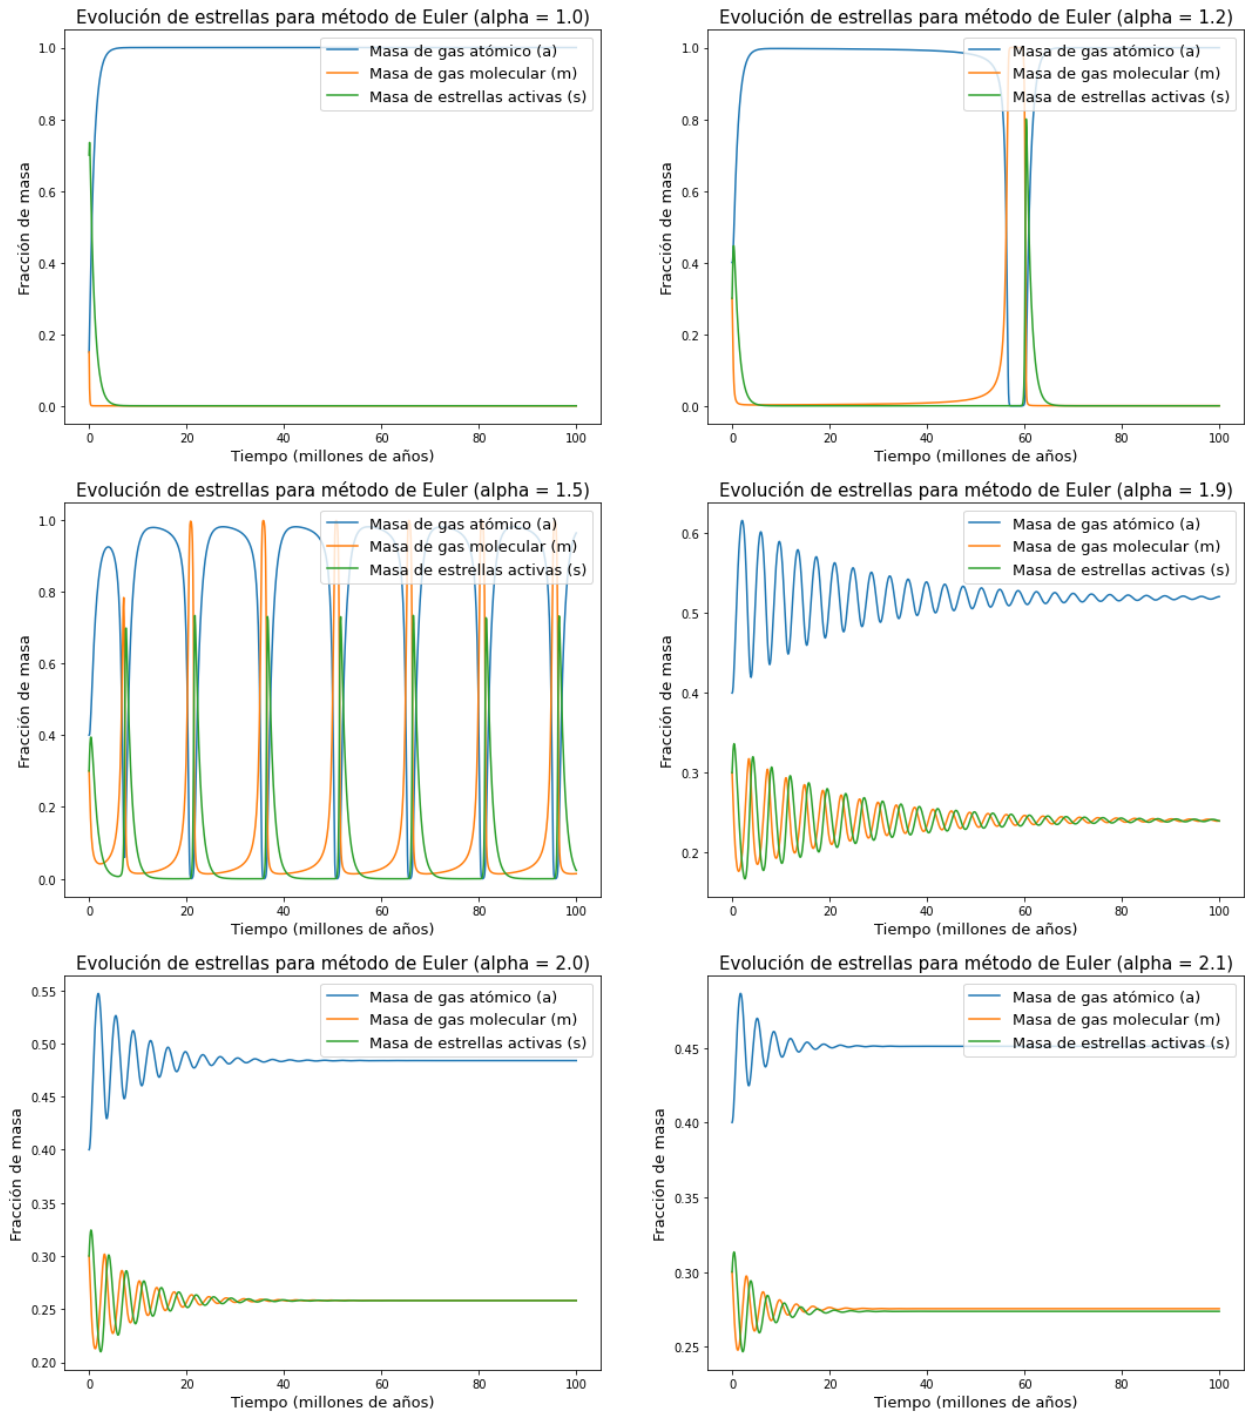 Evolución de estrellas para método de Euler (alpha = 1.0)
Masa de gas atómico (a)
Masa de gas molecular (m)
Masa de estrellas activas (s)
1.0
0.8
0.6
0.4
0.2
0.0
Fracción de masa
0 20 40 60 80 100
Tiempo (millones de años)
Evolución de estrellas para método de Euler (alpha = 1.2)
Masa de gas atómico (a)
Masa de gas molecular (m)
Masa de estrellas activas (s)
1.0
0.8
0.6
0.4
0.2
0.0
Fracción de masa
0 20 40 60 80 100
Tiempo (millones de años)
Evolución de estrellas para método de Euler (alpha = 1.5)
Masa de gas atómico (a)
Masa de gas molecular (m)
Masa de estrellas activas (s)
1.0
0.8
0.6
0.4
0.2
0.0
Fracción de masa
0 20 40 60 80 100
Tiempo (millones de años)
Evolución de estrellas para método de Euler (alpha = 1.9)
Masa de gas atómico (a)
Masa de gas molecular (m)
Masa de estrellas activas (s)
0.6
0.5
0.4
0.3
0.2
Fracción de masa
0 20 40 60 80 100
Tiempo (millones de años)
Evolución de estrellas para método de Euler (alpha = 2.0)
Masa de gas atómico (a)
Masa de gas molecular (m)
Masa de estrellas activas (s)
0.55
0.50
0.45
0.40
0.35
0.30
0.25
0.20
Fracción de masa
0 20 40 60 80 100
Tiempo (millones de años)
Evolución de estrellas para método de Euler (alpha = 2.1)
Masa de gas atómico (a)
Masa de gas molecular (m)
Masa de estrellas activas (s)
0.45
0.40
0.35
0.30
0.25
Fracción de masa
0 20 40 60 80 100
Tiempo (millones de años)